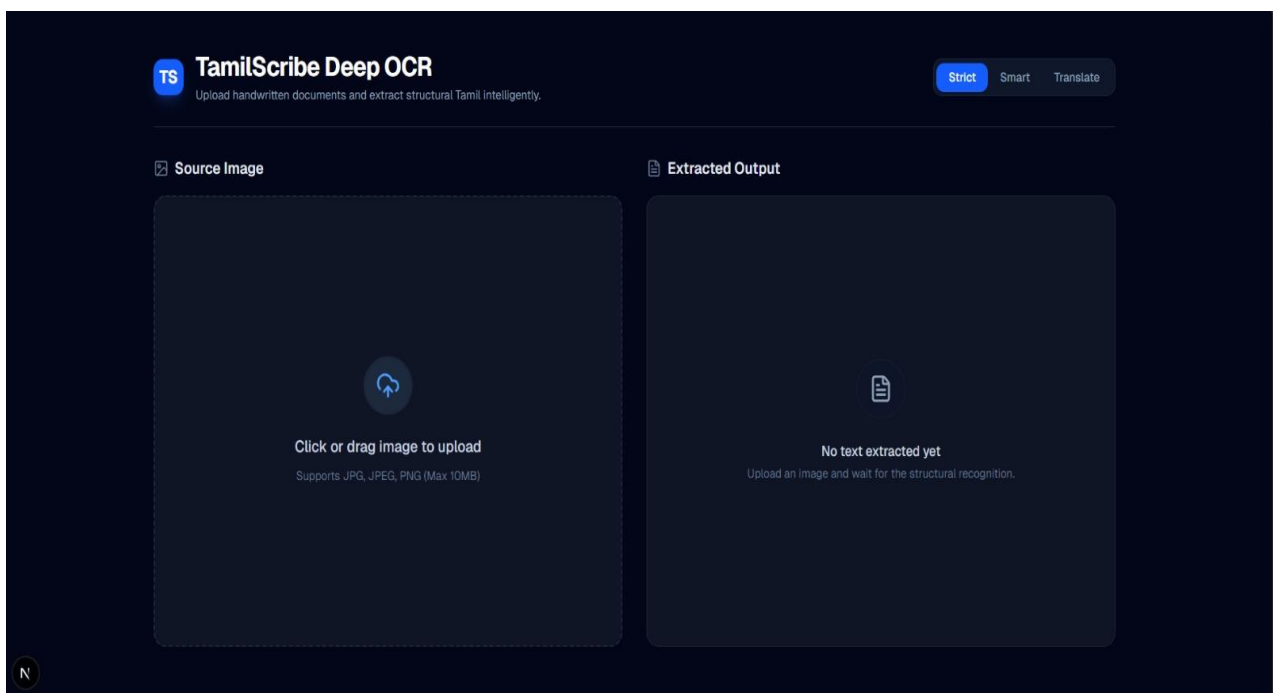 TS
TamilScribe Deep OCR
Upload handwritten documents and extract structural Tamil intelligently.
Strict Smart Translate
Source Image
Extracted Output
Click or drag image to upload
Supports JPG, JPEG, PNG (Max 10MB)
No text extracted yet
Upload an image and wait for the structural recognition.
N